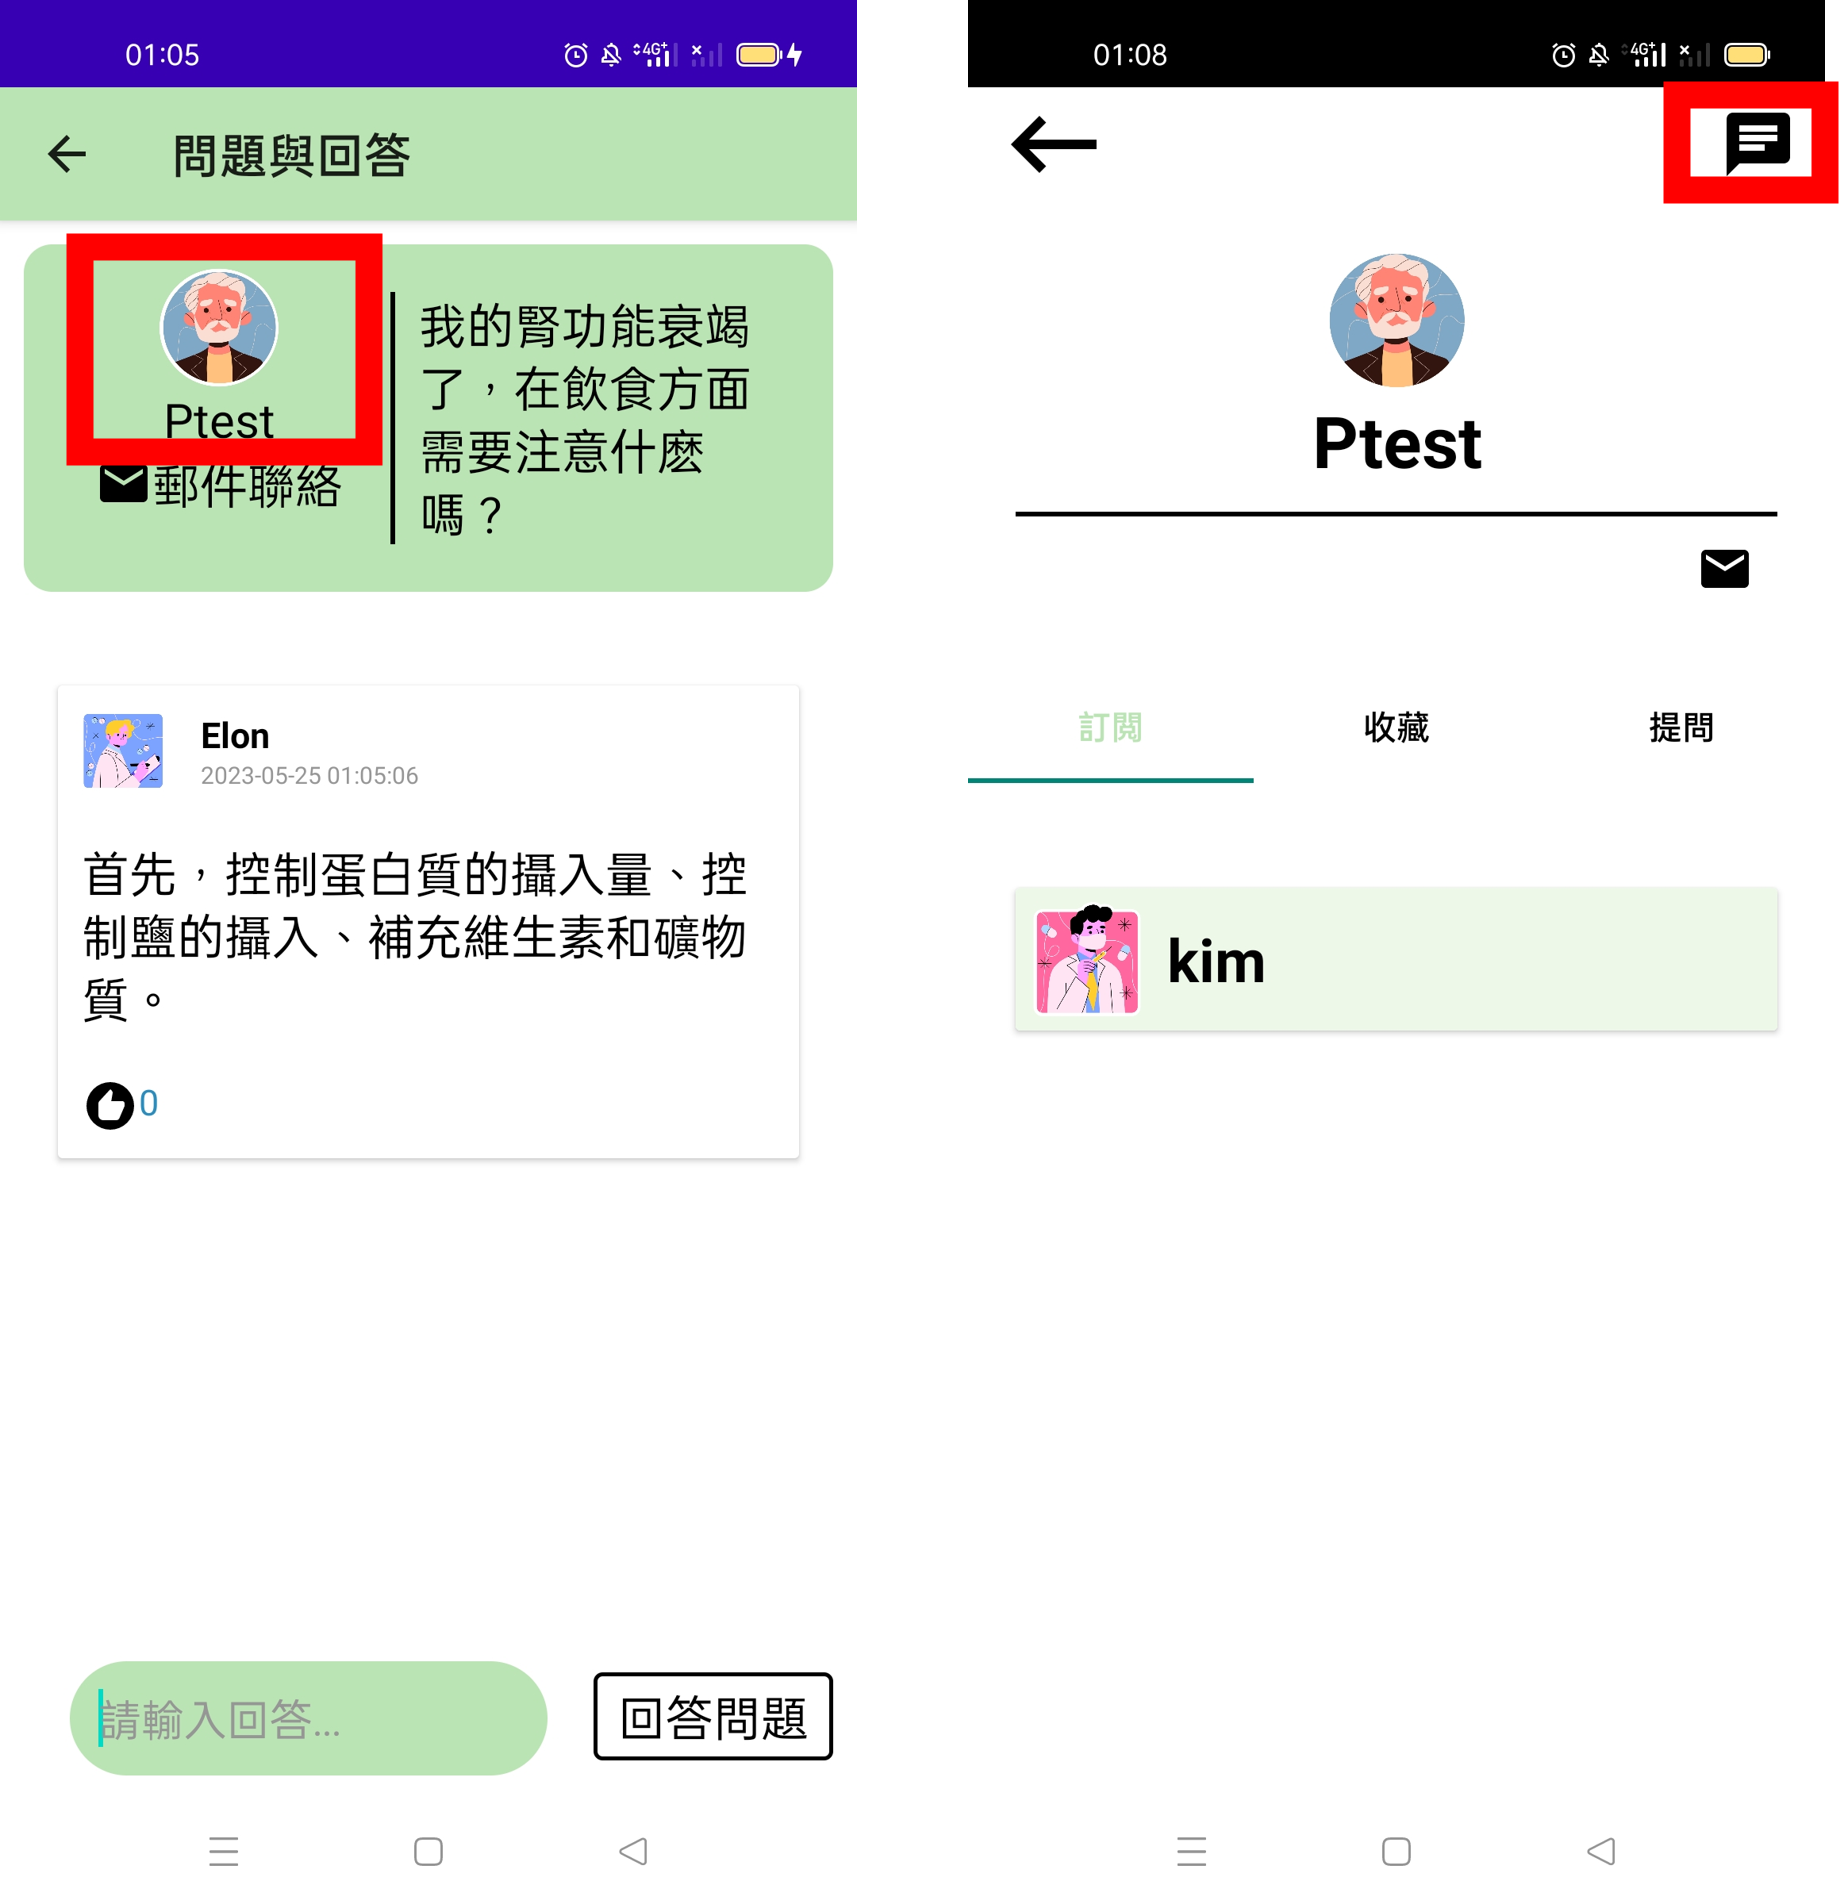 01:05
4G+
問題與回答
Ptest
郵件聯絡
我的腎功能衰竭
了，在飲食方面
需要注意什麽
嗎？
Elon
2023-05-25 01:05:06
首先，控制蛋白質的攝入量、控
制鹽的攝入、補充維生素和礦物
質。
0
請輸入回答...
回答問題
01:08
4G+
Ptest
訂閱
收藏
提問
kim